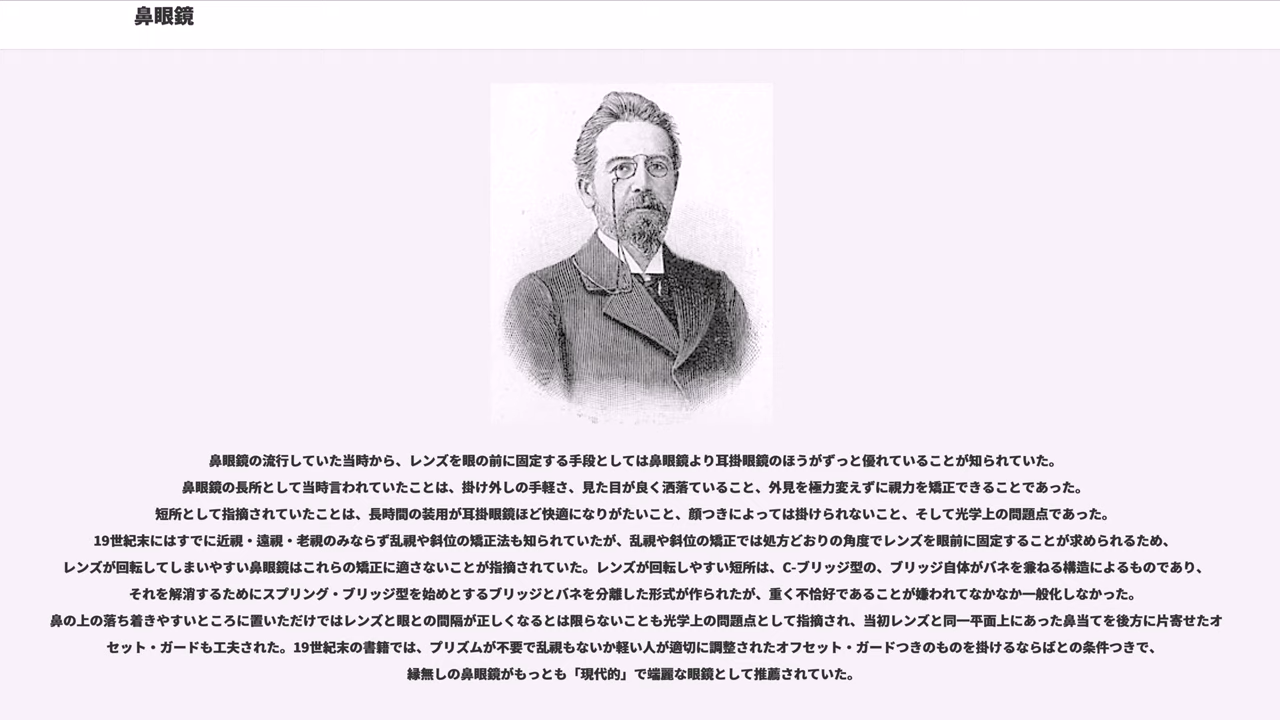 鼻眼鏡
鼻眼鏡の流行していた当時から、レンズを眼の前に固定する手段としては鼻眼鏡より耳掛眼鏡のほうがずっと優れていることが知られていた。
鼻眼鏡の長所として当時言われていたことは、掛け外しの手軽さ、見た目が良く洒落ていること、外見を極力変えずに視力を矯正できることであった。
短所として指摘されていたことは、長時間の装用が耳掛眼鏡ほど快適になりがたいこと、顔つきによっては掛けられないこと、そして光学上の問題点であった。
19世紀末にはすでに近視・遠視・老視のみならず乱視や斜位の矯正法も知られていたが、乱視や斜位の矯正では処方どおりの角度でレンズを眼前に固定することが求められるため、
レンズが回転してしまいやすい鼻眼鏡はこれらの矯正に適さないことが指摘されていた。レンズが回転しやすい短所は、C-ブリッジ型の、ブリッジ自体がバネを兼ねる構造によるものであり、
それを解消するためにスプリング・ブリッジ型を始めとするブリッジとバネを分離した形式が作られたが、重く不恰好であることが嫌われてなかなか一般化しなかった。
鼻の上の落ち着きやすいところに置いただけではレンズと眼との間隔が正しくなるとは限らないことも光学上の問題点として指摘され、当初レンズと同一平面上にあった鼻当てを後方に片寄せたオ
セット・ガードも工夫された。19世紀末の書籍では、プリズムが不要で乱視もないか軽い人が適切に調整されたオフセット・ガードつきのものを掛けるならばとの条件つきで、
縁無しの鼻眼鏡がもっとも「現代的」で端麗な眼鏡として推薦されていた。